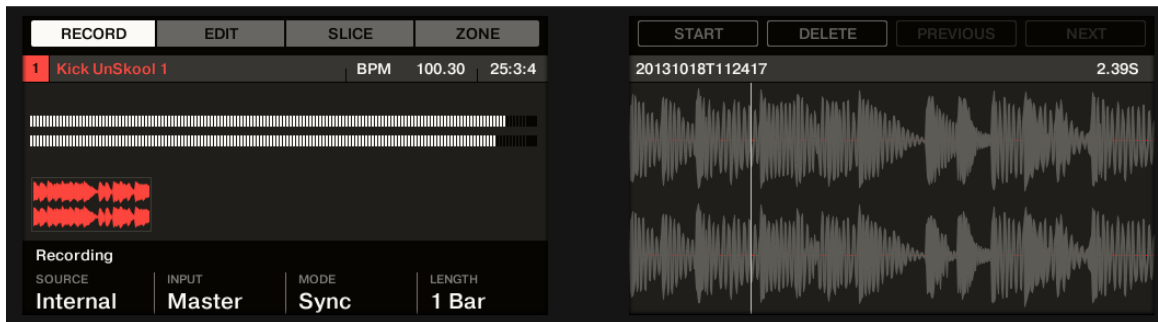 RECORD EDIT SLICE ZONE
1 Kick UnSkool 1 BPM 100.30 25:3:4
Recording
SOURCE INPUT MODE LENGTH
Internal Master Sync 1 Bar
START DELETE PREVIOUS NEXT
20131018T112417 2.39S